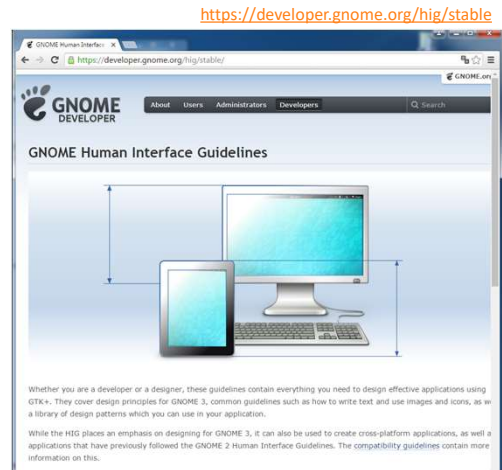 https://developer.gnome.org/hig/stable
GNOME Human Interface
https://developer.gnome.org/hig/stable/
GNOME.org
GNOME
DEVELOPER
About Users Administrators Developers
Search
GNOME Human Interface Guidelines
Whether you are a developer or a designer, these guidelines contain everything you need to design effective applications using
GTK+. They cover design principles for GNOME 3, common guidelines such as how to write text and use images and icons, as
a library of design patterns which you can use in your application.
While the HIG places an emphasis on designing for GNOME 3, it can also be used to create cross-platform applications, as well
applications that have previously followed the GNOME 2 Human Interface Guidelines. The compatibility guidelines contain more
information on this.